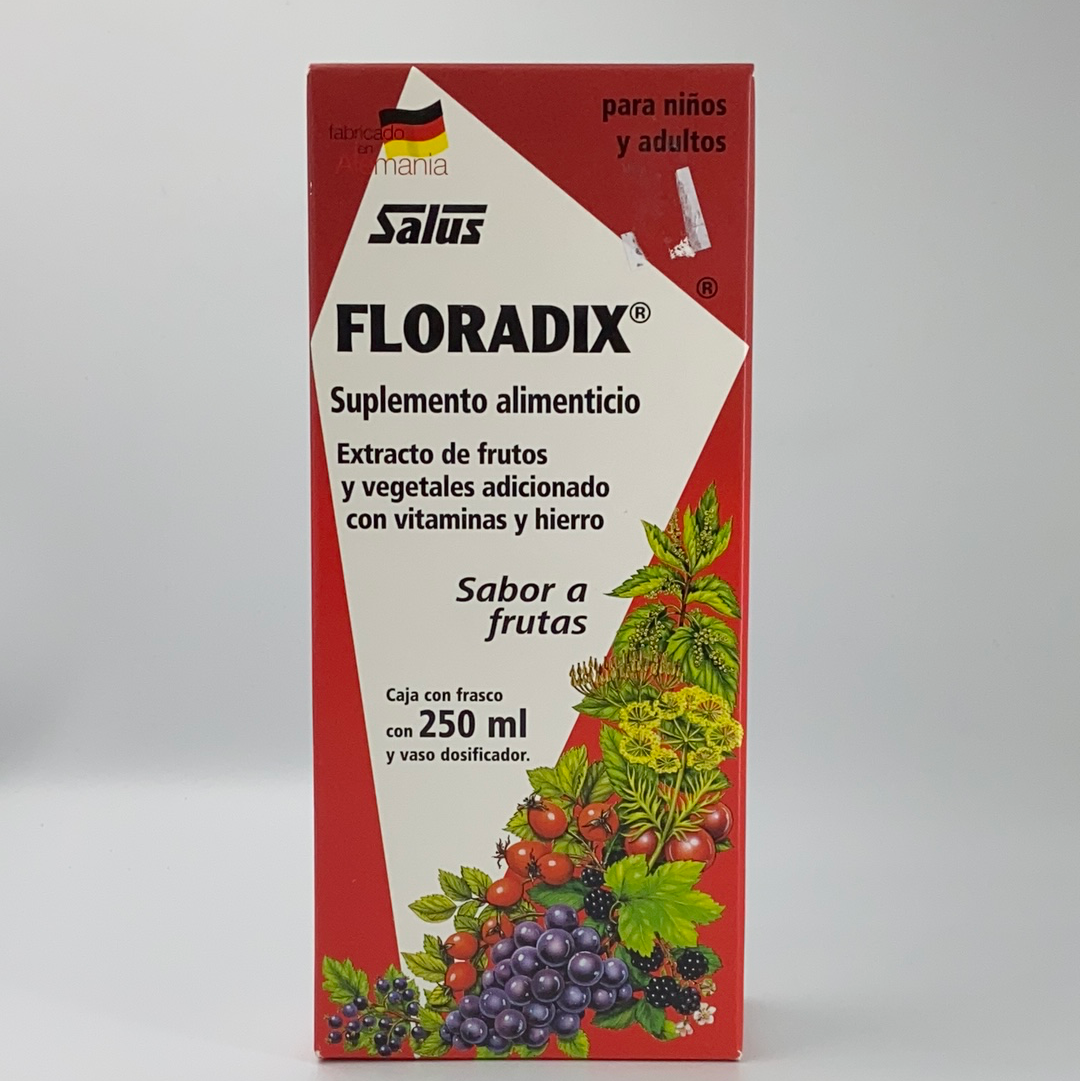 fabricado
en
Alemania
para niños
y adultos
Salus
®
FLORADIX®
Suplemento alimenticio
Extracto de frutos
y vegetales adicionado
con vitaminas y hierro
Sabor a
frutas
Caja con frasco
con 250 ml
y vaso dosificador.